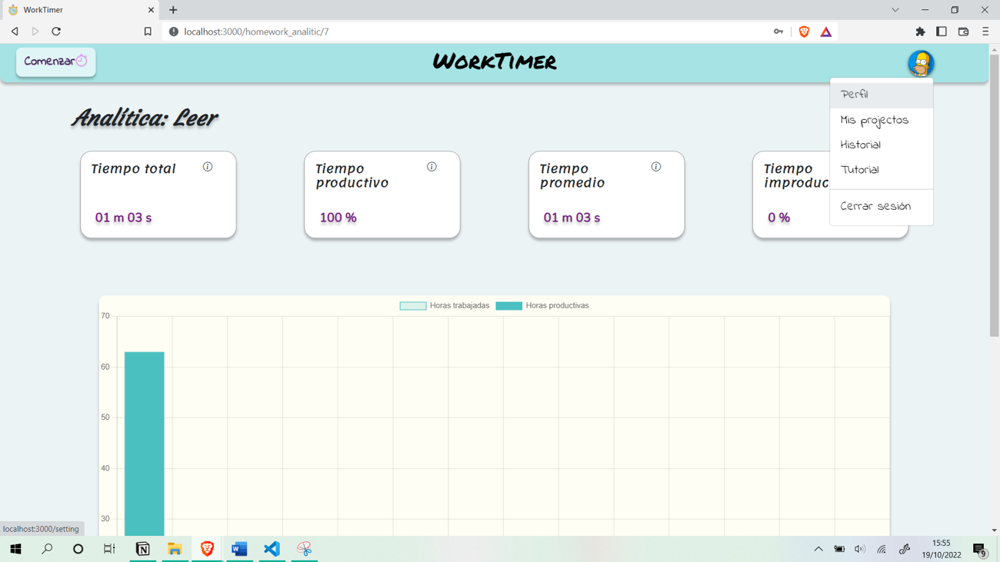 WorkTimer
localhost:3000/homework_analitic/7
Comenzar
WorkTimer
Perfil
Mis projectos
Historial
Tutorial
Cerrar sesión
Analítica: Leer
Tiempo total
01 m 03 s
Tiempo
productivo
100 %
Tiempo
promedio
01 m 03 s
Tiempo
improduc
0 %
Horas trabajadas
Horas productivas
70
60
50
40
30
localhost:3000/setting
15:55
19/10/2022
9